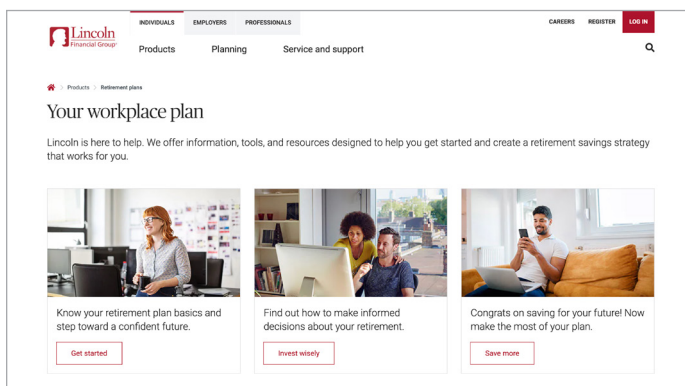 INDIVIDUALS EMPLOYERS PROFESSIONALS
CAREERS REGISTER LOG IN
Lincoln
Financial Group®
Products Planning Service and support
Products > Retirement plans
Your workplace plan
Lincoln is here to help. We offer information, tools, and resources designed to help you get started and create a retirement savings strategy
that works for you.
Know your retirement plan basics and
step toward a confident future.
Get started
Find out how to make informed
decisions about your retirement.
Invest wisely
Congrats on saving for your future! Now
make the most of your plan.
Save more